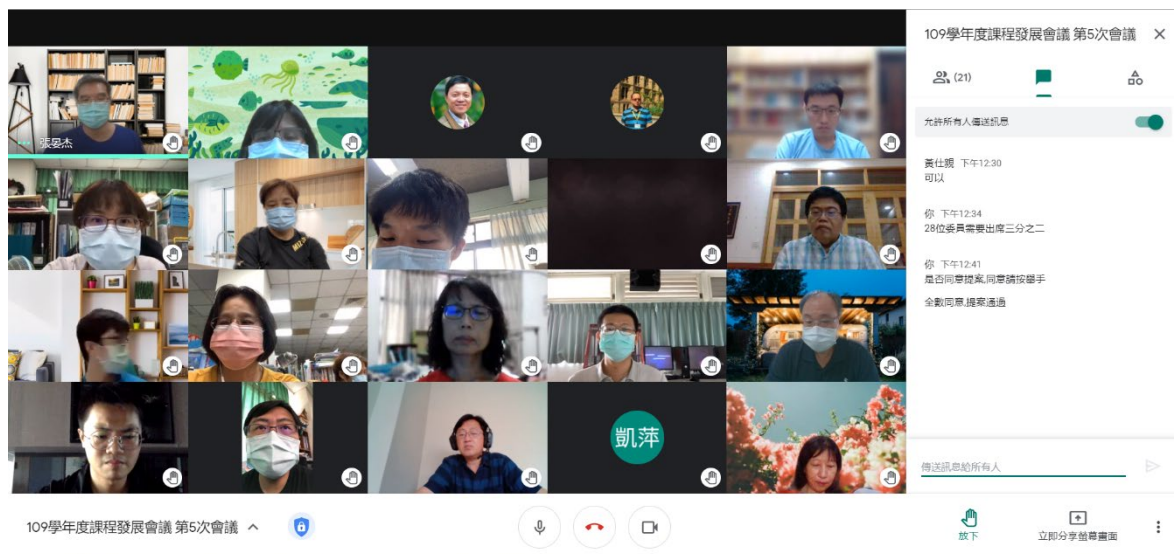 109學年度課程發展會議 第5次會議
(21)
允許所有人傳送訊息
張晏杰
黃仕親 下午12:30
可以
你 下午12:34
28位委員需要出席三分之二
你 下午12:41
是否同意提案,同意請按舉手
全數同意,提案通過
凱萍
傳送訊息給所有人
109學年度課程發展會議 第5次會議
放下
立即分享螢幕畫面